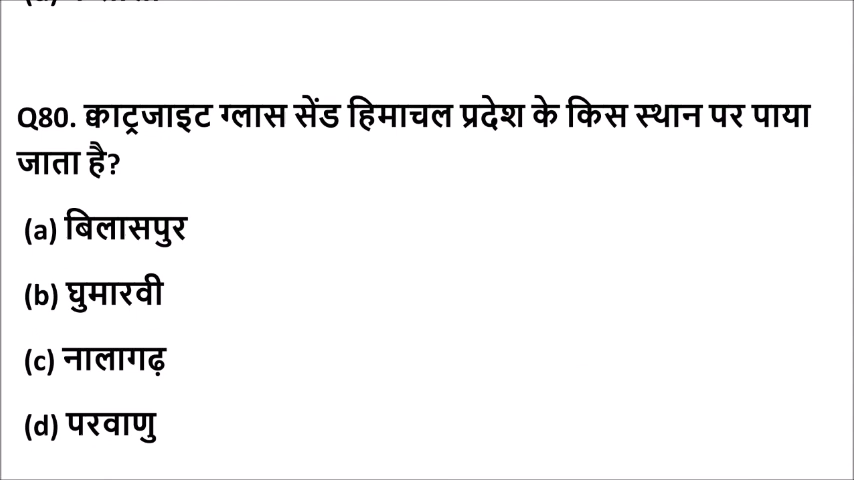 Q80. क्वाट्रजाइट ग्लास सेंड हिमाचल प्रदेश के किस स्थान पर पाया
जाता है?
(a) बिलासपुर
(b) घुमारवी
(c) नालागढ़
(d) परवाणु